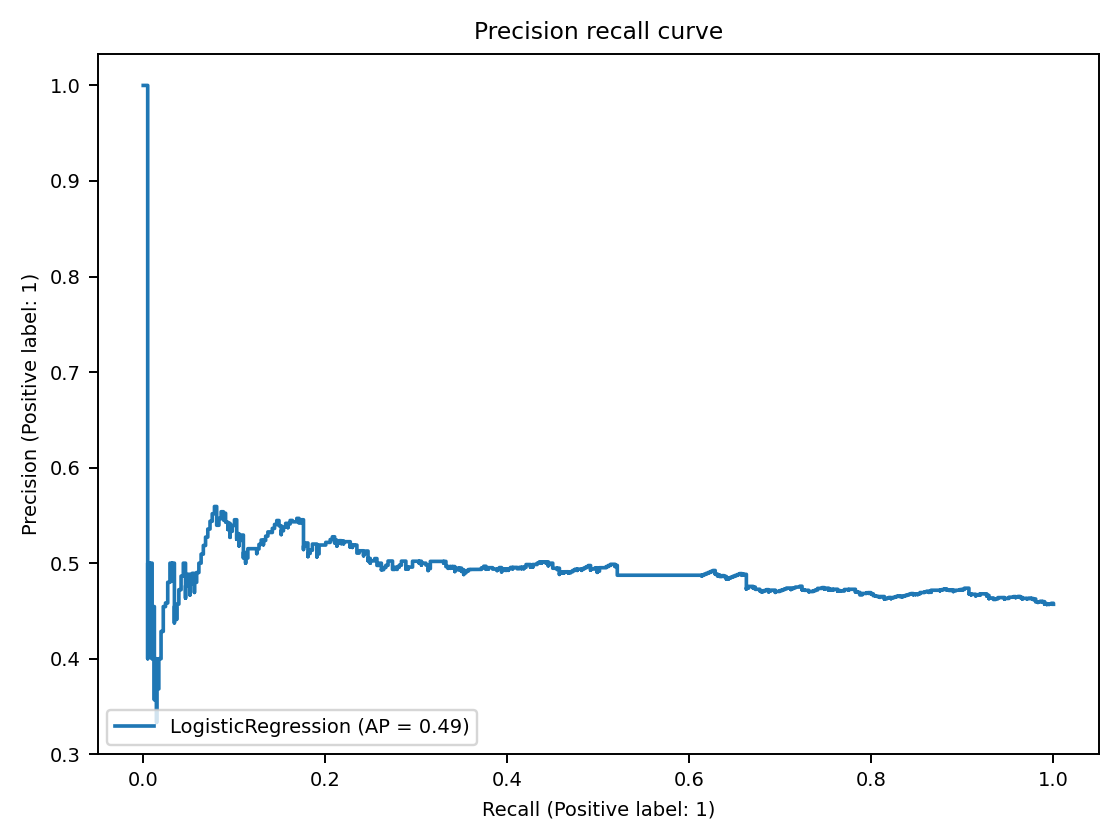 Precision recall curve
1.0
0.9
0.8
0.7
0.6
0.5
0.4
0.3
Precision (Positive label: 1)
LogisticRegression (AP = 0.49)
0.0 0.2 0.4 0.6 0.8 1.0
Recall (Positive label: 1)